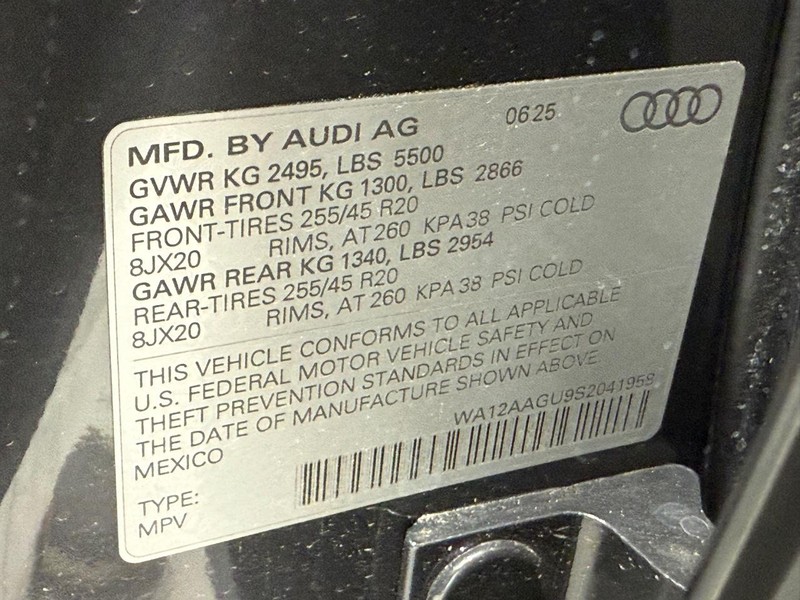 MFD. BY AUDI AG 06 25
GVWR KG 2495, LBS 5500
GAWR FRONT KG 1300, LBS 2866
FRONT-TIRES 255/45 R20
8JX20 RIMS, AT 260 KPA 38 PSI COLD
GAWR REAR KG 1340, LBS 2954
REAR-TIRES 255/45 R20
8JX20 RIMS, AT 260 KPA 38 PSI COLD
THIS VEHICLE CONFORMS TO ALL APPLICABLE
U.S. FEDERAL MOTOR VEHICLE SAFETY AND
THEFT PREVENTION STANDARDS IN EFFECT ON
THE DATE OF MANUFACTURE SHOWN ABOVE.
MEXICO WA12AAGU9S2041958
TYPE:
MPV